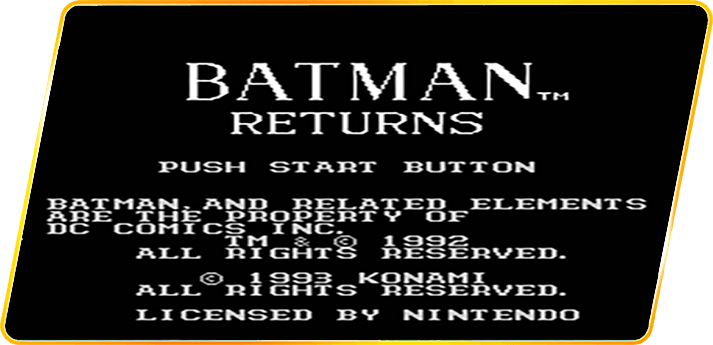 BATMAN™
RETURNS
PUSH START BUTTON
BATMAN, AND RELATED ELEMENTS
ARE THE PROPERTY OF
DC COMICS INC.
TM & © 1992
ALL RIGHTS RESERVED.
© 1993 KONAMI
ALL RIGHTS RESERVED.
LICENSED BY NINTENDO